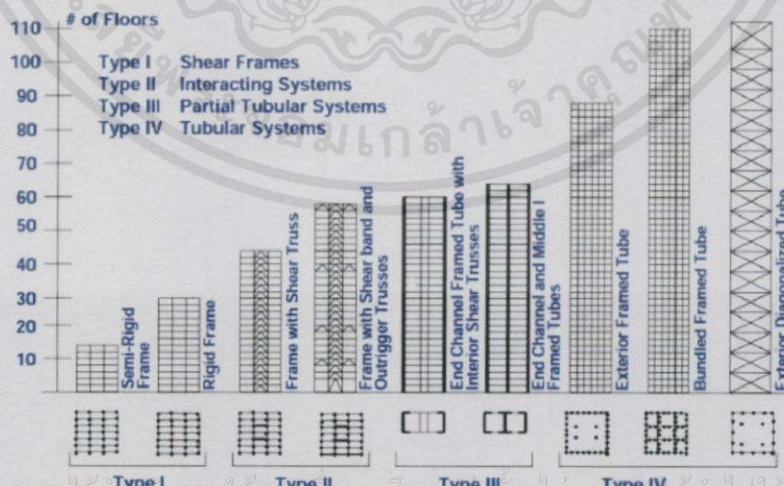 # of Floors
110
100
90
80
70
60
50
40
30
20
10
Type I Shear Frames
Type II Interacting Systems
Type III Partial Tubular Systems
Type IV Tubular Systems
Semi-Rigid
Frame
Rigid Frame
Frame with Shear Truss
Frame with Shear band and
Outrigger Trusses
End Channel Framed Tube with
Interior Shear Trusses
End Channel and Middle I
Framed Tubes
Exterior Framed Tube
Bundled Framed Tube
Exterior Diagonalized Tube
Type I
Type II
Type III
Type IV